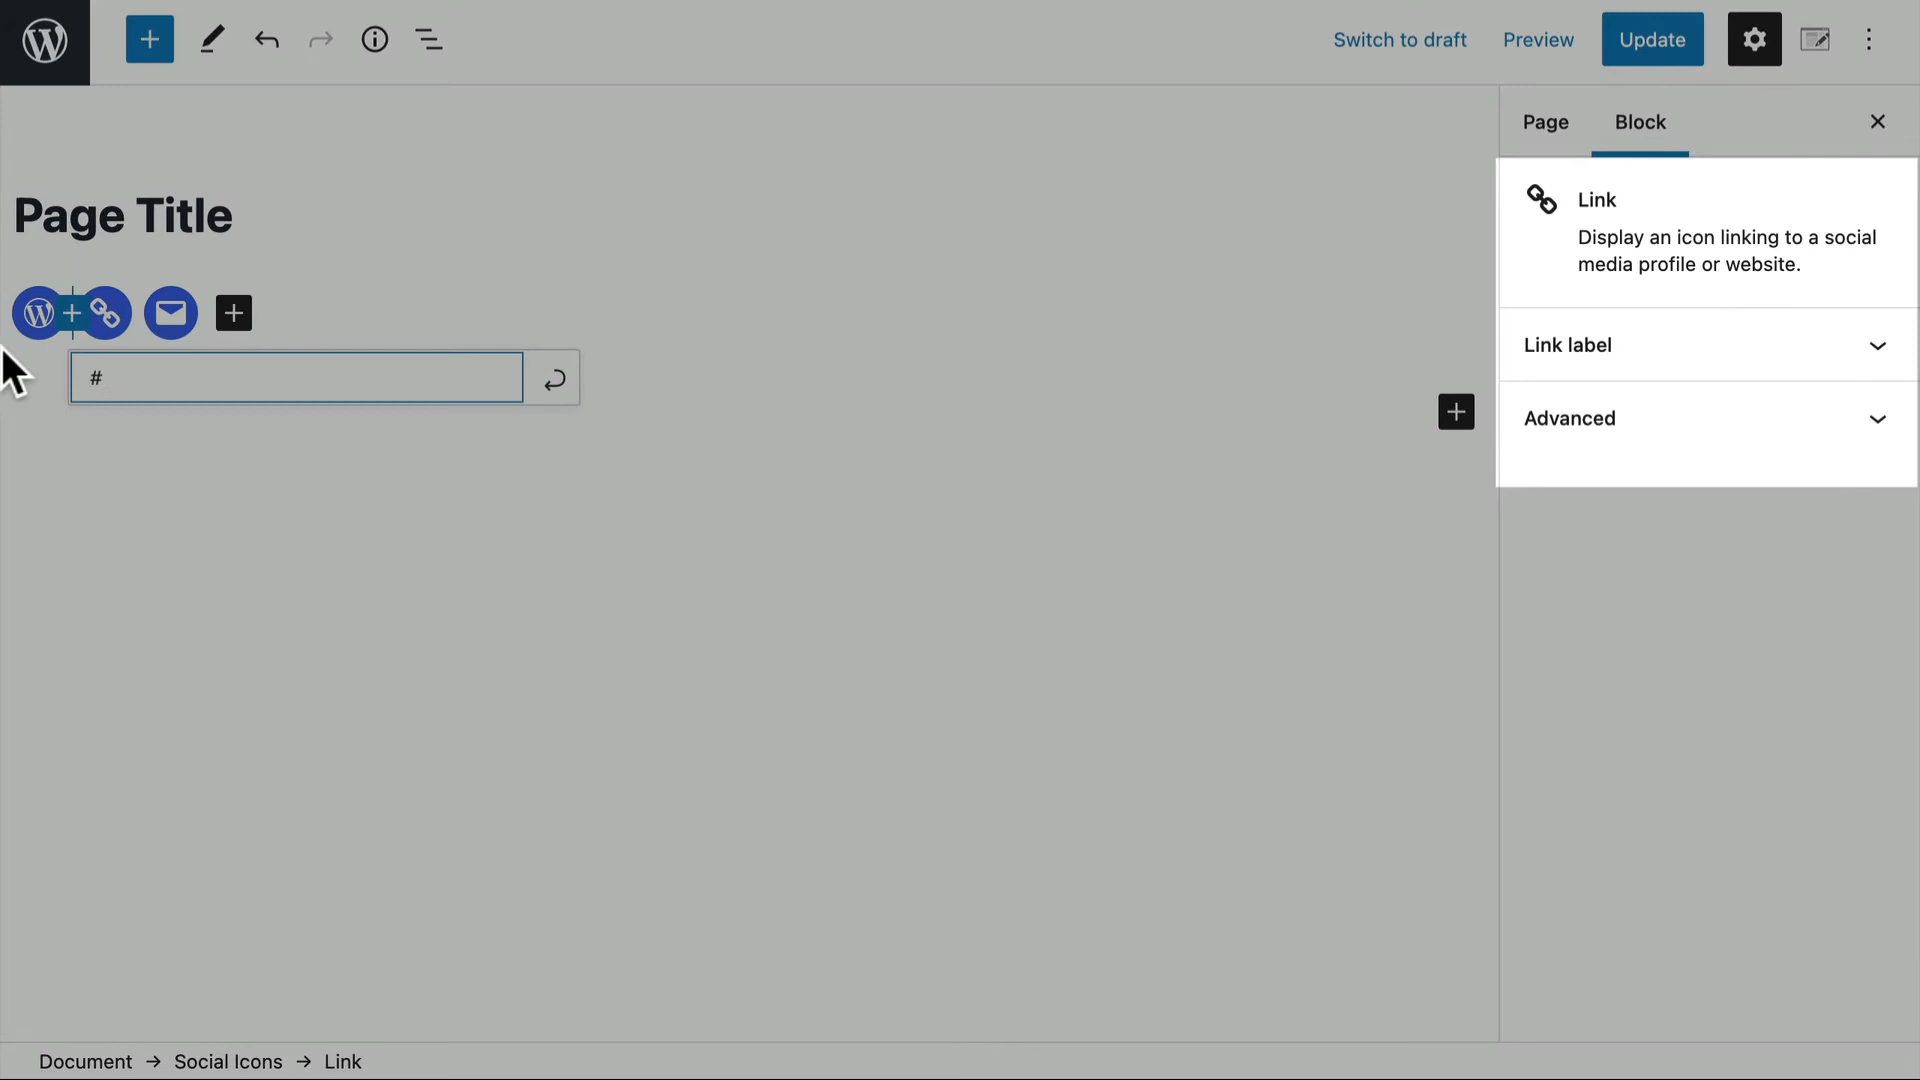 Switch to draft
Preview
Update
Page
Block
Page Title
Link
Display an icon linking to a social
media profile or website.
#
Link label
Advanced
Document → Social Icons → Link